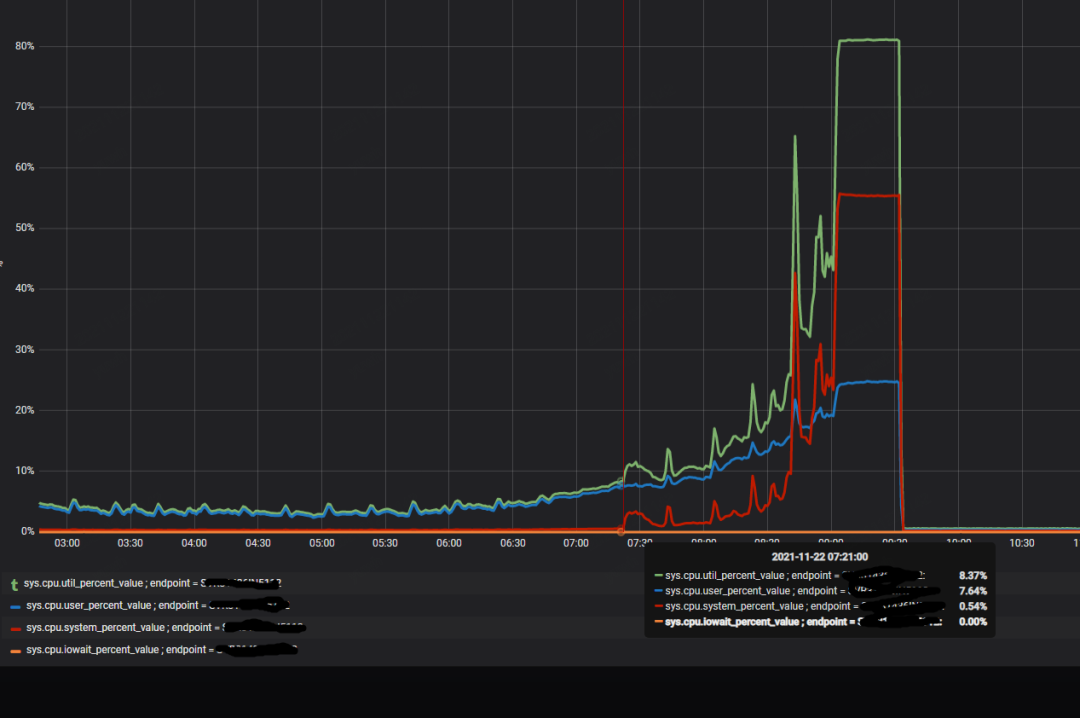 80%
70%
60%
50%
40%
30%
20%
10%
0%
e
03:00 03:30 04:00 04:30 05:00 05:30 06:00 06:30 07:00 07:30 08:00 08:30 09:00 09:30 10:00 10:30 1
2021-11-22 07:21:00
sys.cpu.util_percent_value ; endpoint = 8.37%
sys.cpu.user_percent_value ; endpoint = 7.64%
sys.cpu.system_percent_value ; endpoint = 0.54%
sys.cpu.iowait_percent_value ; endpoint = 0.00%
t sys.cpu.util_percent_value ; endpoint =
sys.cpu.user_percent_value ; endpoint =
sys.cpu.system_percent_value ; endpoint =
sys.cpu.iowait_percent_value ; endpoint =